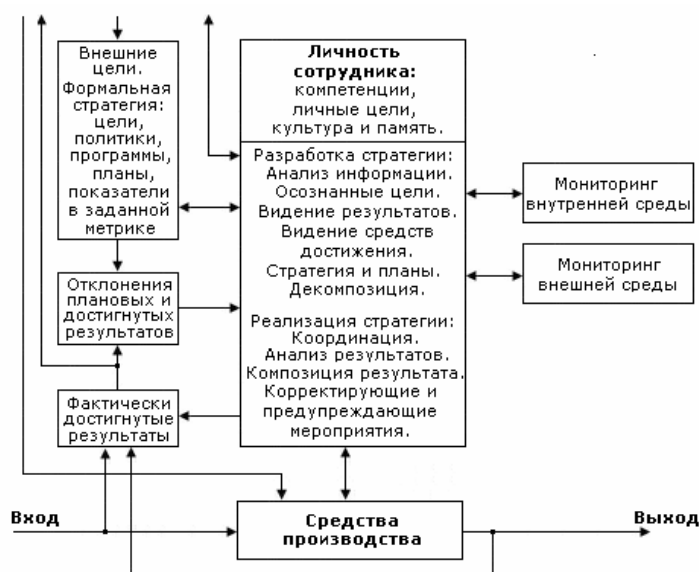 Внешние
цели.
Формальная
стратегия:
цели,
политики,
программы,
планы,
показатели
в заданной
метрике
Личность
сотрудника:
компетенции,
личные цели,
культура и память.
Разработка стратегии:
Анализ информации.
Осознанные цели.
Видение результатов.
Видение средств
достижения.
Стратегия и планы.
Декомпозиция.
Реализация стратегии:
Координация.
Анализ результатов.
Композиция результата.
Корректирующие и
предупреждающие
мероприятия.
Мониторинг
внутренней среды
Мониторинг
внешней среды
Отклонения
плановых и
достигнутых
результатов
Фактически
достигнутые
результаты
Вход
Средства
производства
Выход